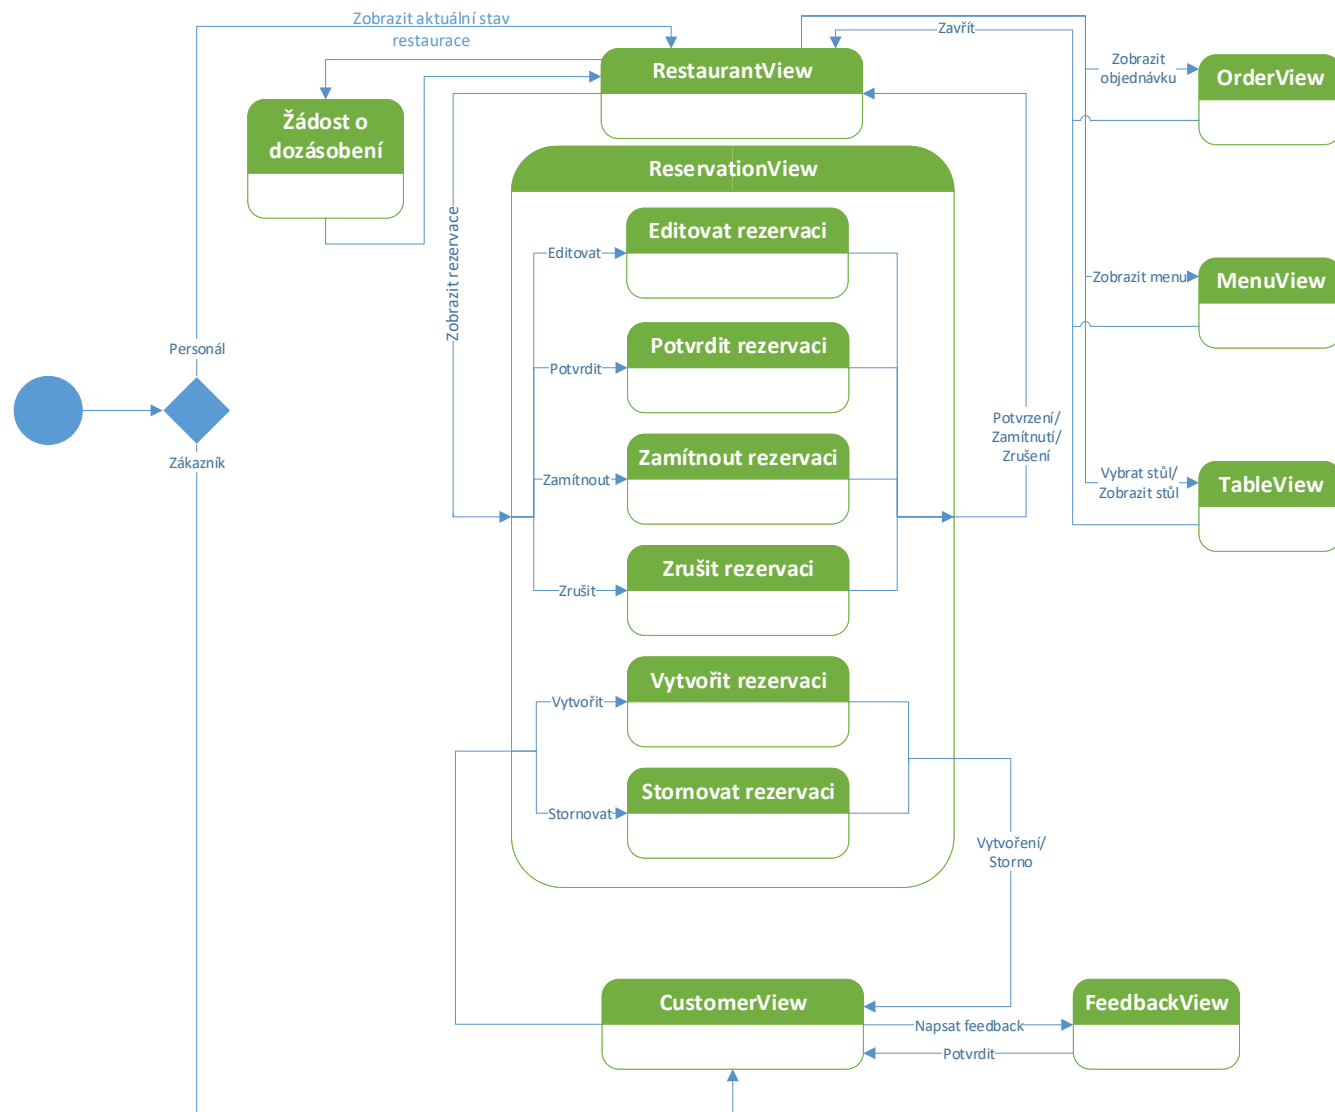 Zobrazit aktuální stav
restaurace
Zavřít
RestaurantView
Zobrazit
objednávku
OrderView
Žádost o
dozásobení
ReservationView
Zobrazit rezervace
Editovat rezervaci
Editovat
Zobrazit menu
MenuView
Personál
Potvrdit rezervaci
Potvrdit
Potvrzení/
Zamítnutí/
Zrušení
Zákazník
Zamítnout rezervaci
Zamítnout
Vybrat stůl/
Zobrazit stůl
TableView
Zrušit rezervaci
Zrušit
Vytvořit rezervaci
Vytvořit
Stornovat rezervaci
Stornovat
Vytvoření/
Storno
CustomerView
FeedbackView
Napsat feedback
Potvrdit